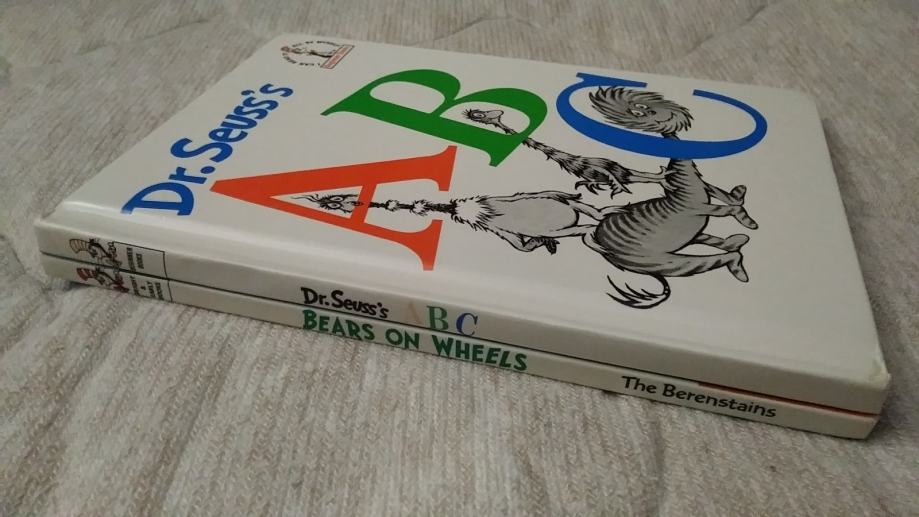 Dr. Seuss's
ABC
Dr. Seuss's ABC
BEARS ON WHEELS
The Berenstains